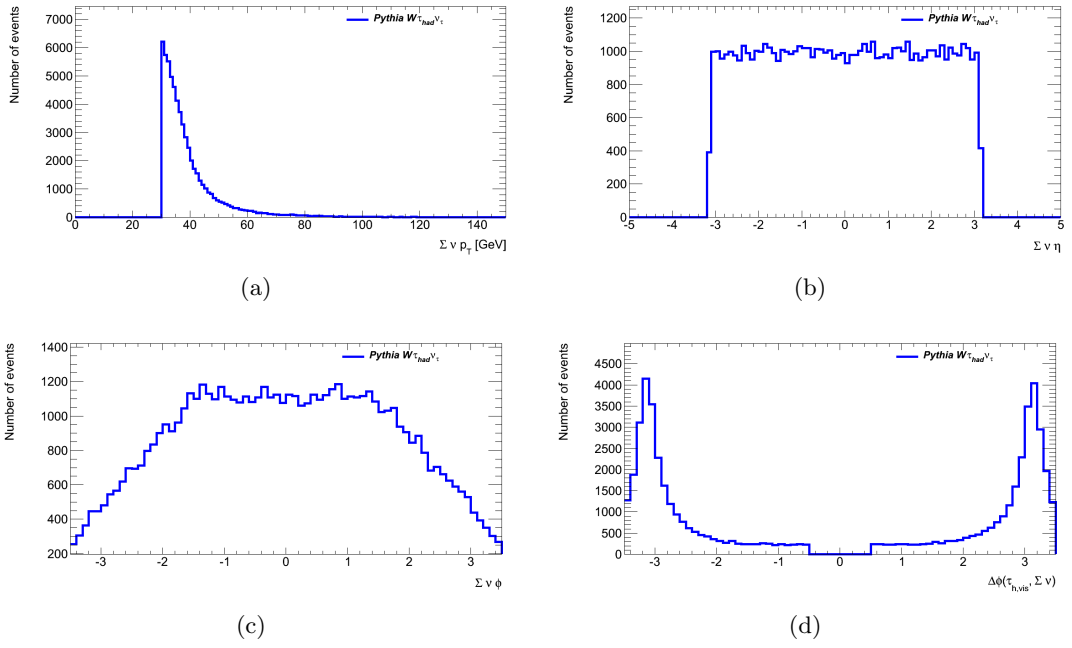 Number of events
7000
6000
5000
4000
3000
2000
1000
0
Pythia Wτhadντ
0 20 40 60 80 100 120 140
Σ ν pT [GeV]
(a)
Number of events
1200
1000
800
600
400
200
0
Pythia Wτhadντ
-5 -4 -3 -2 -1 0 1 2 3 4 5
Σ ν η
(b)
Number of events
1400
1200
1000
800
600
400
200
Pythia Wτhadντ
-3 -2 -1 0 1 2 3
Σ ν ϕ
(c)
Number of events
4500
4000
3500
3000
2500
2000
1500
1000
500
0
Pythia Wτhadντ
-3 -2 -1 0 1 2 3
Δϕ(τh,vis, Σ ν)
(d)